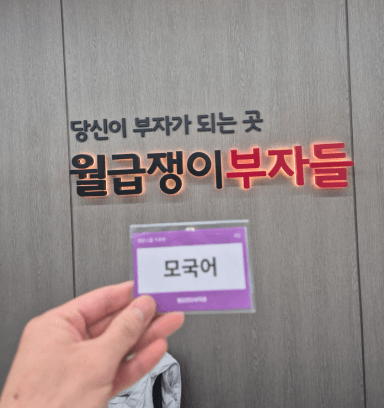 당신이 부자가 되는 곳
월급쟁이부자들
모국어